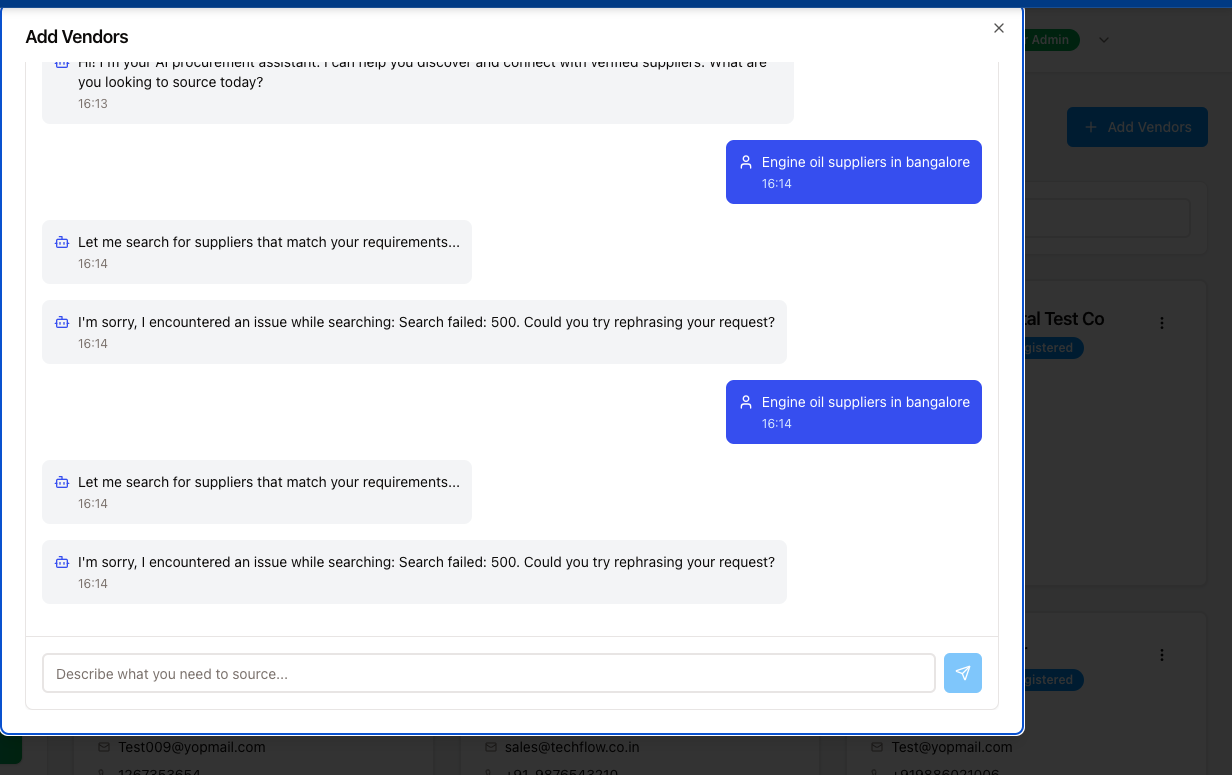 Add Vendors
Hi! I'm your AI procurement assistant. I can help you discover and connect with verified suppliers. What are
you looking to source today?
16:13
Engine oil suppliers in bangalore
16:14
Let me search for suppliers that match your requirements...
16:14
I'm sorry, I encountered an issue while searching: Search failed: 500. Could you try rephrasing your request?
16:14
Engine oil suppliers in bangalore
16:14
Let me search for suppliers that match your requirements...
16:14
I'm sorry, I encountered an issue while searching: Search failed: 500. Could you try rephrasing your request?
16:14
Describe what you need to source...
Admin
Add Vendors
tal Test Co
gistered
gistered
Test009@yopmail.com
sales@techflow.co.in
Test@yopmail.com
1267353654
+91-9876543210
+919886021006